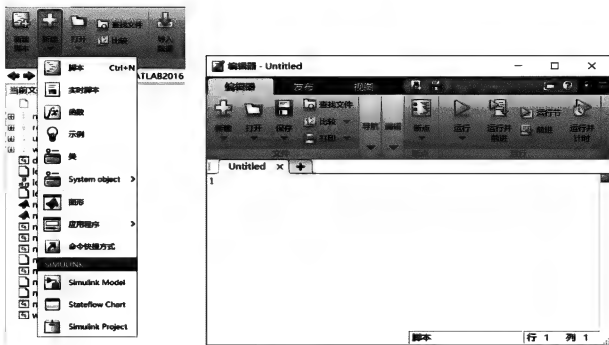 新建脚本
新建
打开
查找文件
比较
导入数据
脚本 Ctrl+N
TLAB2016
当前文
实时脚本
函数
示例
类
System object >
图形
应用程序 >
命令快捷方式
SIMULINK
Simulink Model
Stateflow Chart
Simulink Project
编辑器 - Untitled
编辑器 发布 视图
新建 打开 保存
查找文件
比较
打印
导航 编辑 断点
运行 运行并前进
运行节
前进
运行并计时
文件
Untitled
1
脚本 行 1 列 1